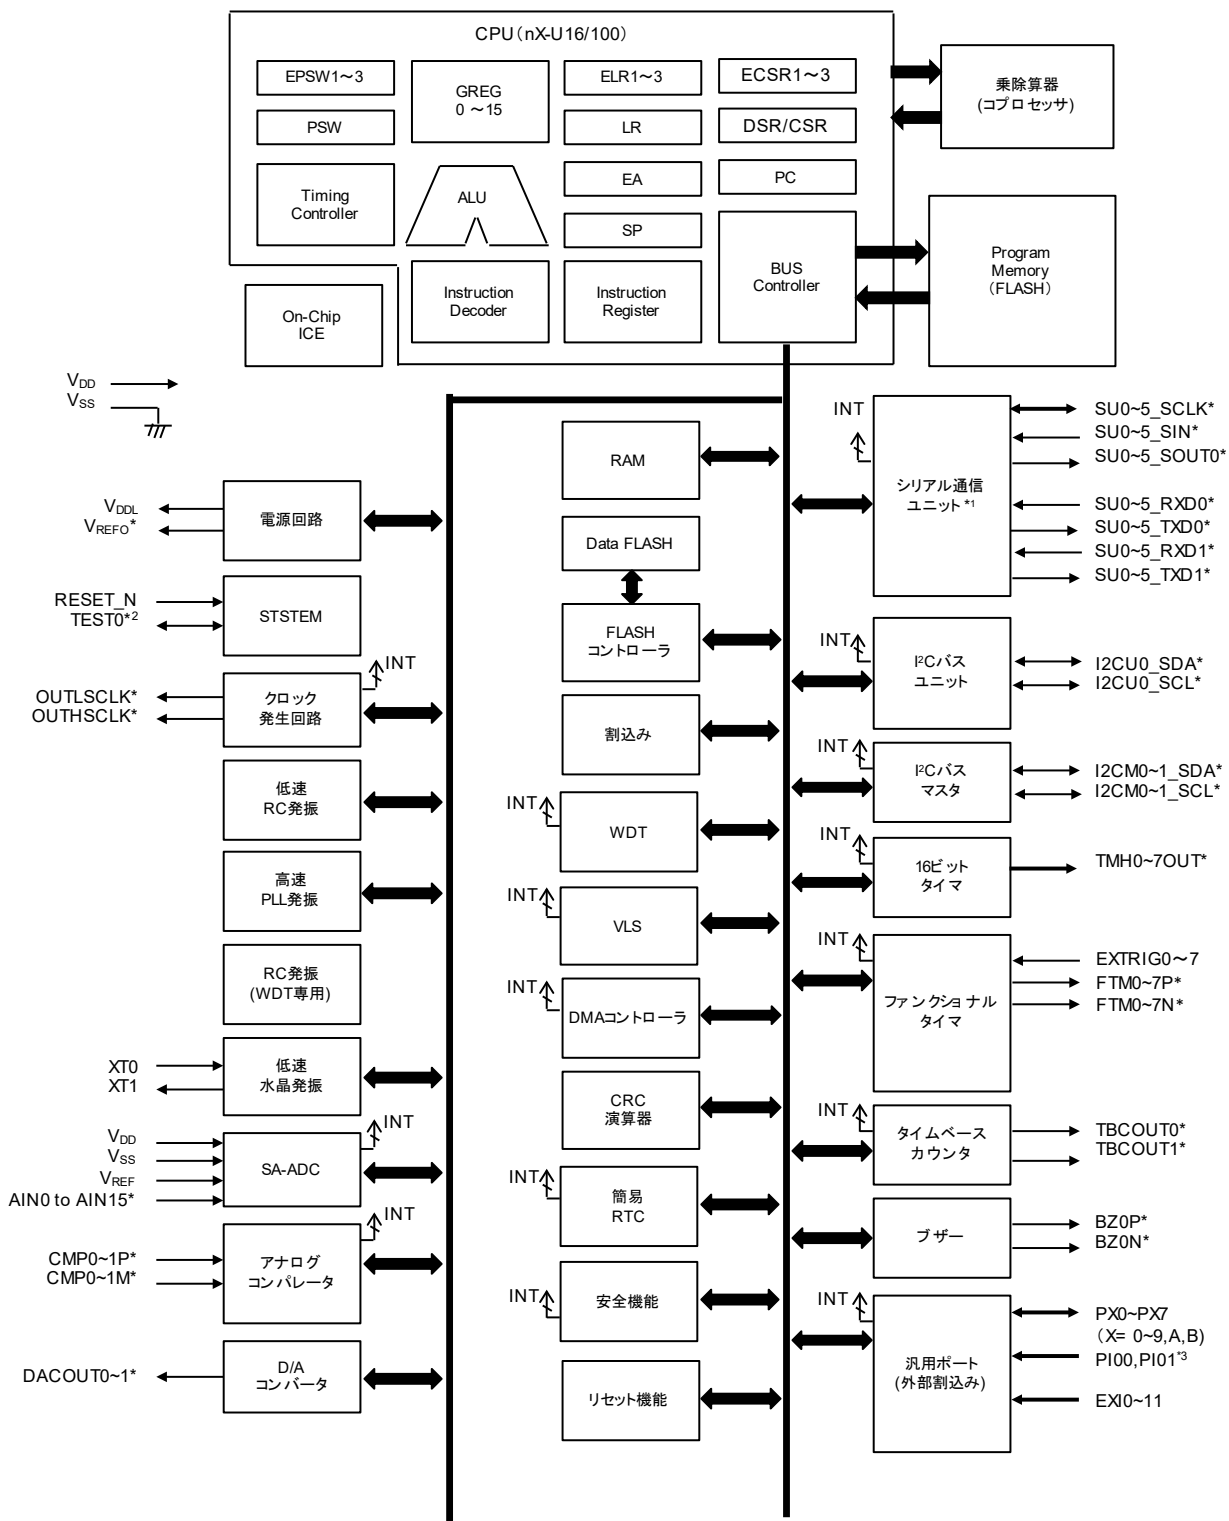 CPU(nX-U16/100)
EPSW1～3
GREG
0 ～15
ELR1～3
ECSR1～3
乗除算器
(コプロセッサ)
PSW
LR
DSR/CSR
Timing
Controller
ALU
EA
PC
SP
BUS
Controller
Program
Memory
(FLASH)
On-Chip
ICE
Instruction
Decoder
Instruction
Register
VDD
VSS
VDDL
VREFO*
電源回路
RESET_N
TEST0*2
STSTEM
INT
OUTLSCLK*
OUTHSCLK*
クロック
発生回路
低速
RC発振
高速
PLL発振
RC発振
(WDT専用)
XT0
XT1
低速
水晶発振
VDD
VSS
VREF
AIN0 to AIN15*
SA-ADC
INT
CMP0~1P*
CMP0~1M*
アナログ
コンパレータ
INT
DACOUT0~1*
D/A
コンバータ
RAM
Data FLASH
FLASH
コントローラ
割込み
INT
WDT
INT
VLS
INT
DMAコントローラ
CRC
演算器
INT
簡易
RTC
INT
安全機能
リセット機能
INT
シリアル通信
ユニット*1
SU0~5_SCLK*
SU0~5_SIN*
SU0~5_SOUT0*
SU0~5_RXD0*
SU0~5_TXD0*
SU0~5_RXD1*
SU0~5_TXD1*
INT
I2Cバス
ユニット
I2CU0_SDA*
I2CU0_SCL*
INT
I2Cバス
マスタ
I2CM0~1_SDA*
I2CM0~1_SCL*
INT
16ビット
タイマ
TMH0~7OUT*
INT
ファンクショナル
タイマ
EXTRIG0～7
FTM0~7P*
FTM0~7N*
INT
タイムベース
カウンタ
TBCOUT0*
TBCOUT1*
ブザー
BZ0P*
BZ0N*
INT
汎用ポート
(外部割込み)
PX0~PX7
(X= 0~9,A,B)
PI00,PI01*3
EXI0~11